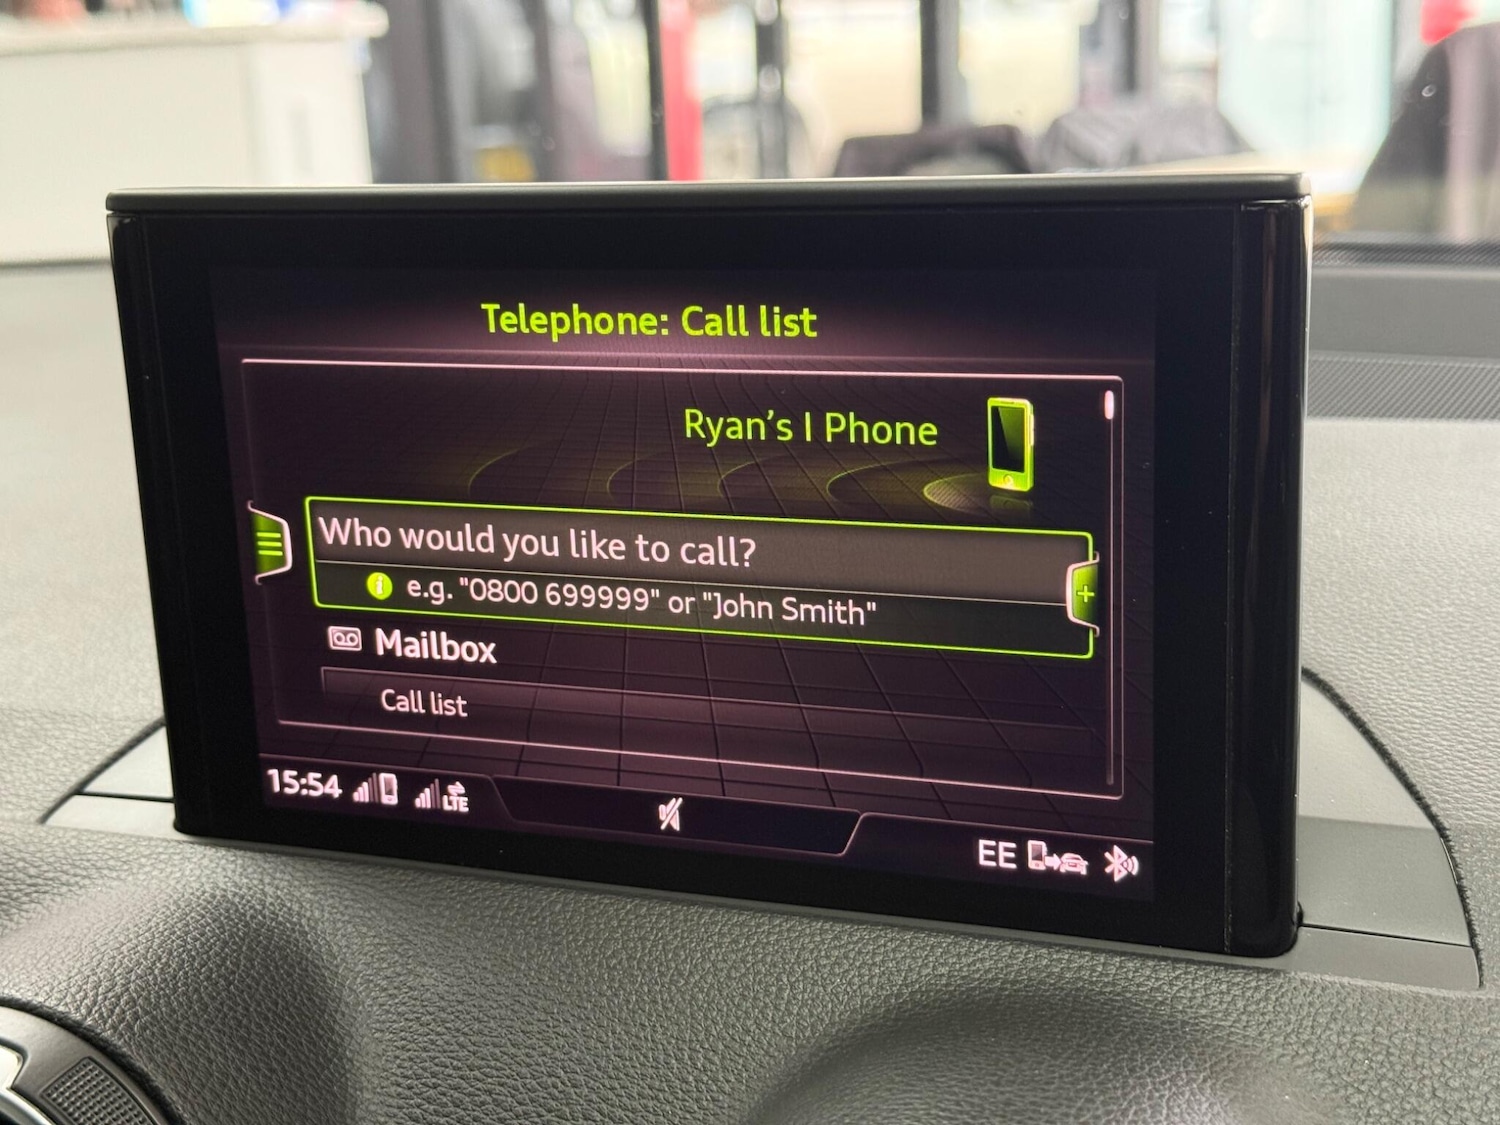 Telephone: Call list
Ryan's I Phone
Who would you like to call?
i e.g. "0800 699999" or "John Smith"
Mailbox
Call list
15:54 LTE
EE